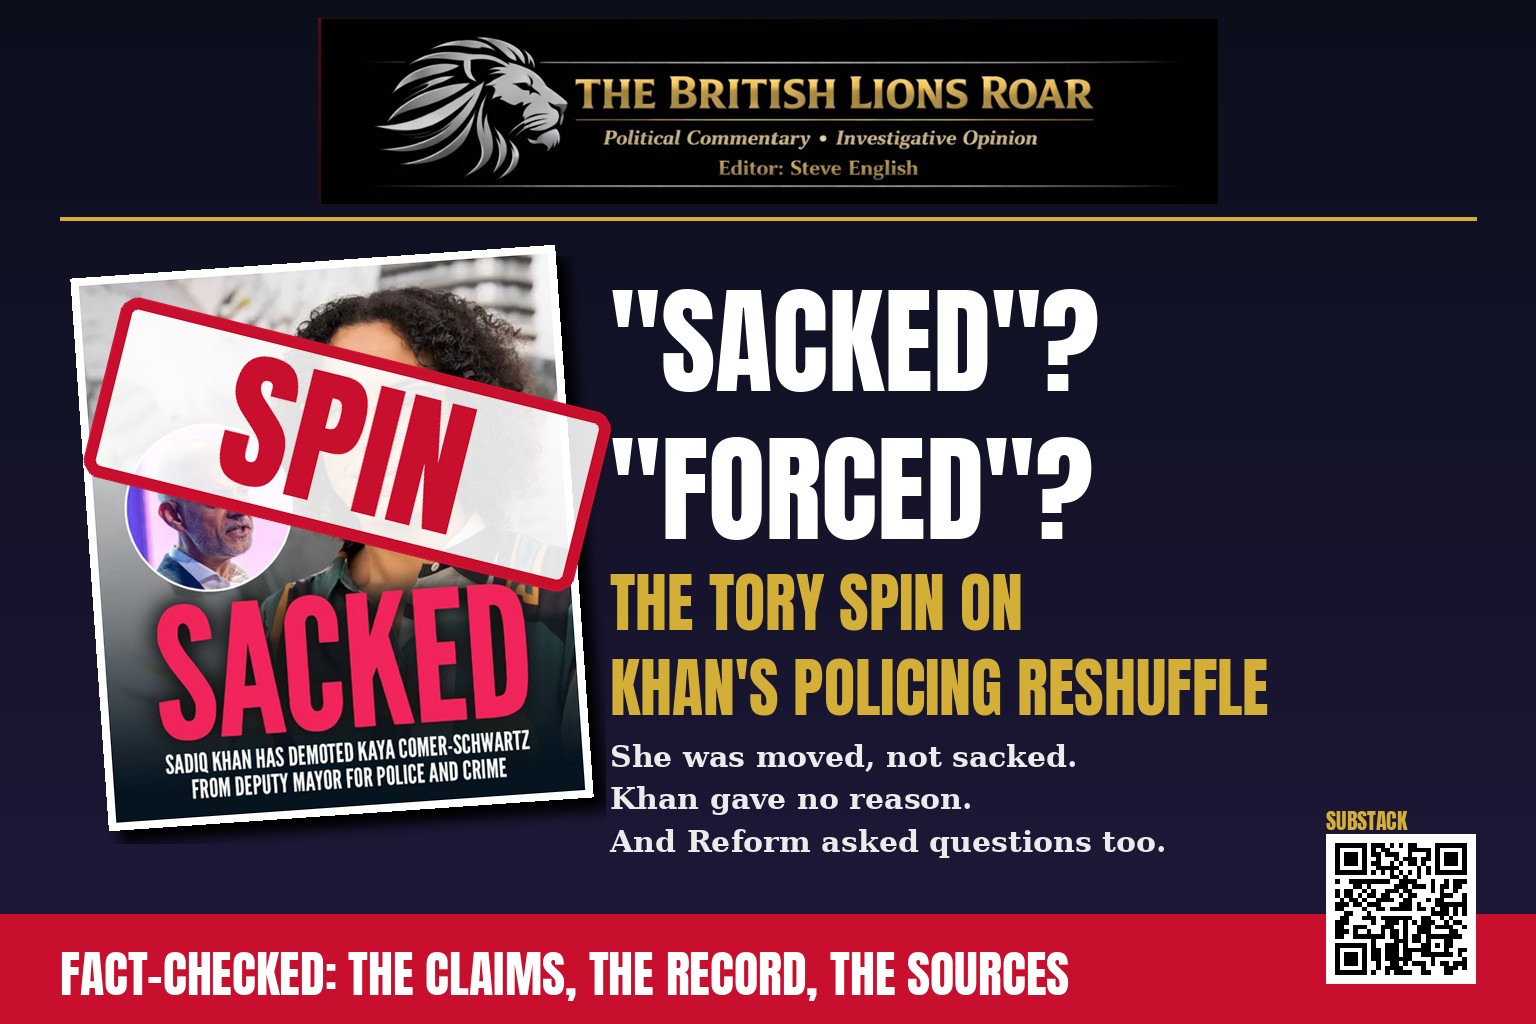 THE BRITISH LIONS ROAR
Political Commentary • Investigative Opinion
Editor: Steve English
SPIN
SACKED
SADIQ KHAN HAS DEMOTED KAYA COMER-SCHWARTZ
FROM DEPUTY MAYOR FOR POLICE AND CRIME
"SACKED"?
"FORCED"?
THE TORY SPIN ON
KHAN'S POLICING RESHUFFLE
She was moved, not sacked.
Khan gave no reason.
And Reform asked questions too.
SUBSTACK
FACT-CHECKED: THE CLAIMS, THE RECORD, THE SOURCES